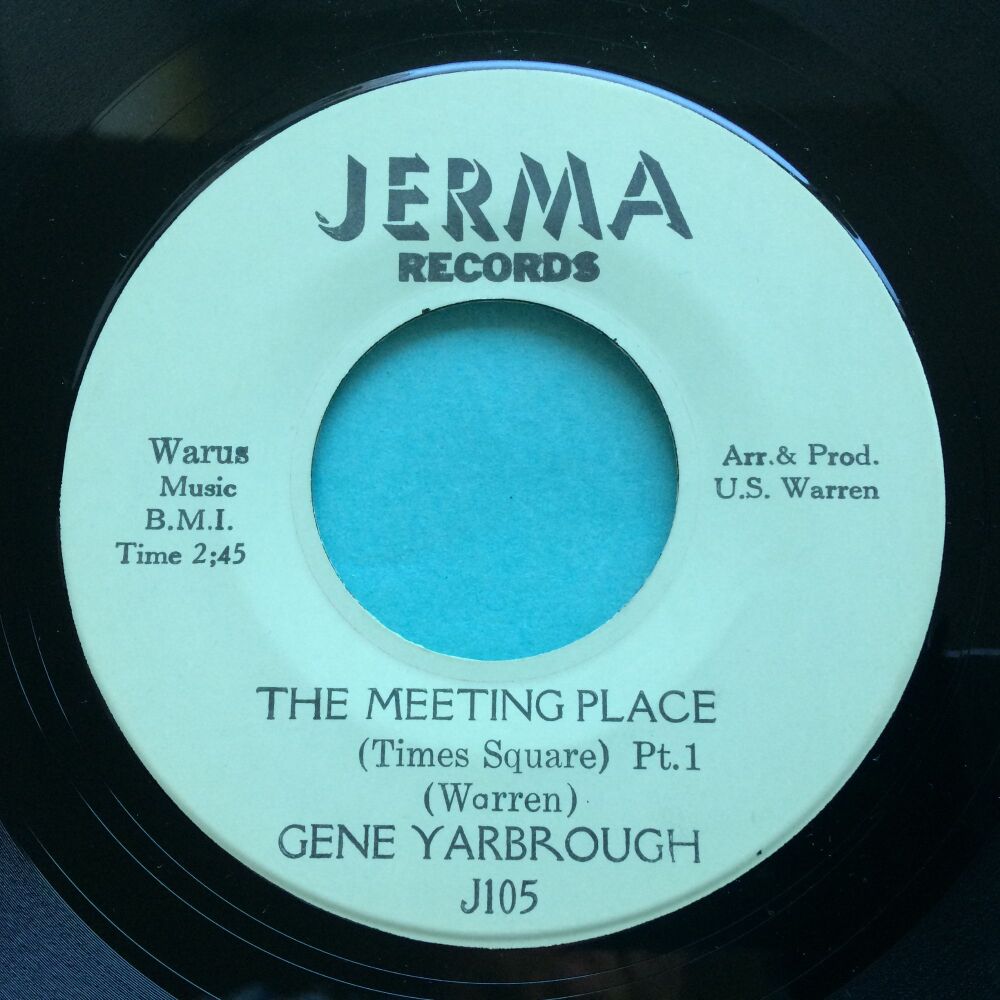 JERMA
RECORDS
Warus
Music
B.M.I.
Time 2;45
Arr.& Prod.
U.S. Warren
THE MEETING PLACE
(Times Square) Pt.1
(Warren)
GENE YARBROUGH
J105